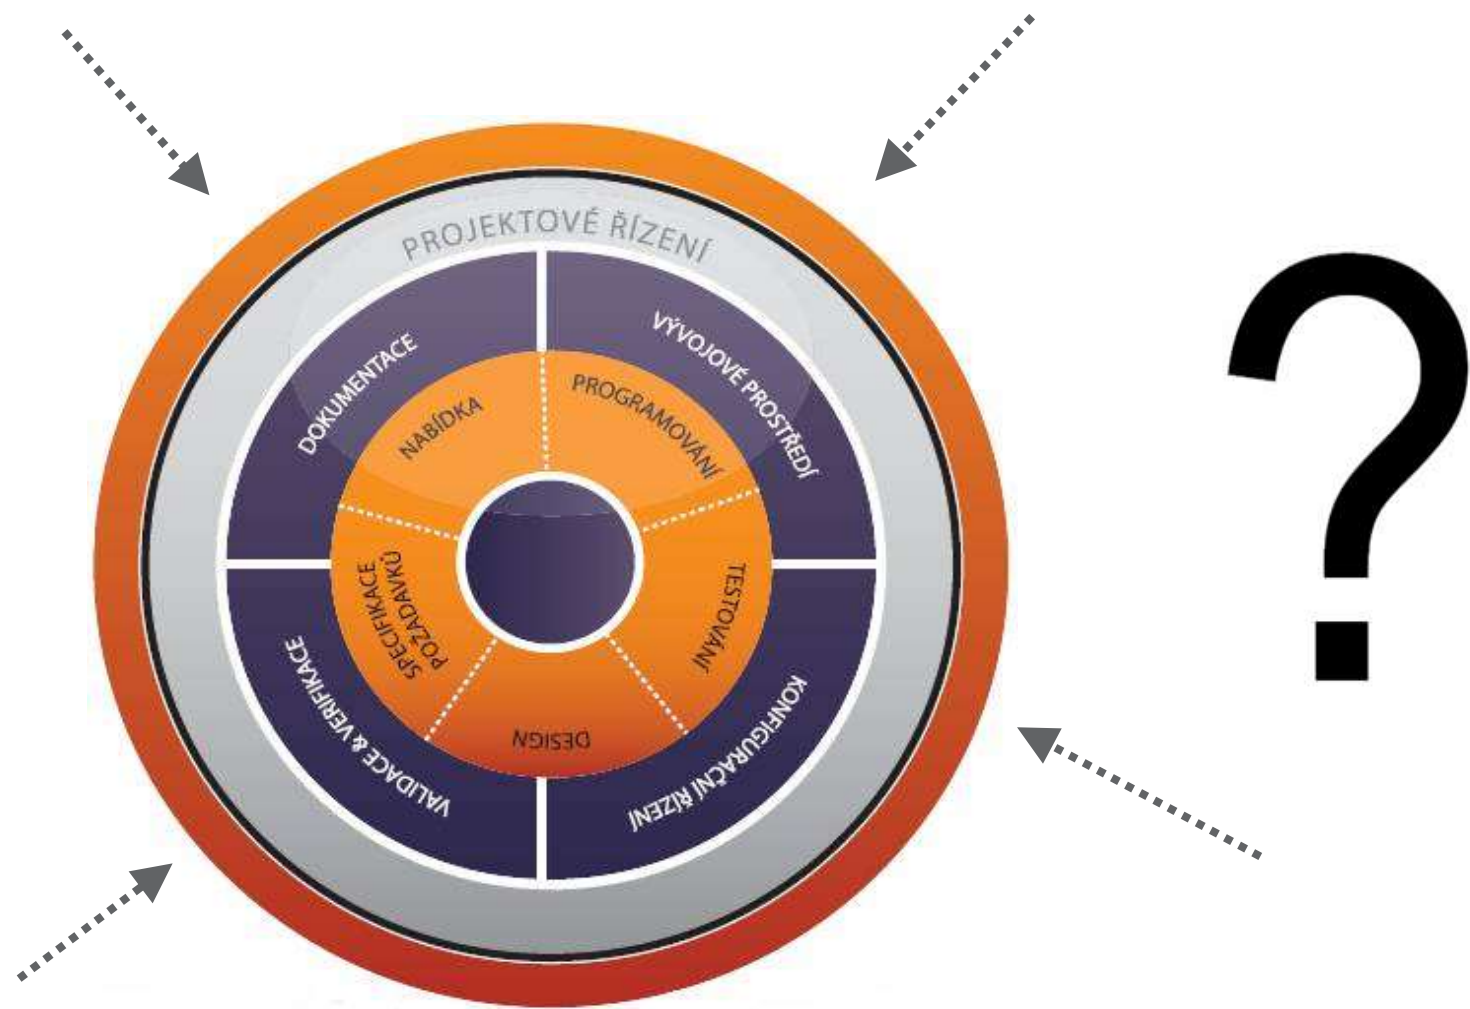 PROJEKTOVÉ ŘÍZENÍ
DOKUMENTACE
VÝVOJOVÉ PROSTŘEDÍ
NABÍDKA
PROGRAMOVÁNÍ
SPECIFIKACE
POŽADAVKŮ
TESTOVÁNÍ
DESIGN
VALIDACE & VERIFIKACE
KONFIGURAČNÍ ŘÍZENÍ
?